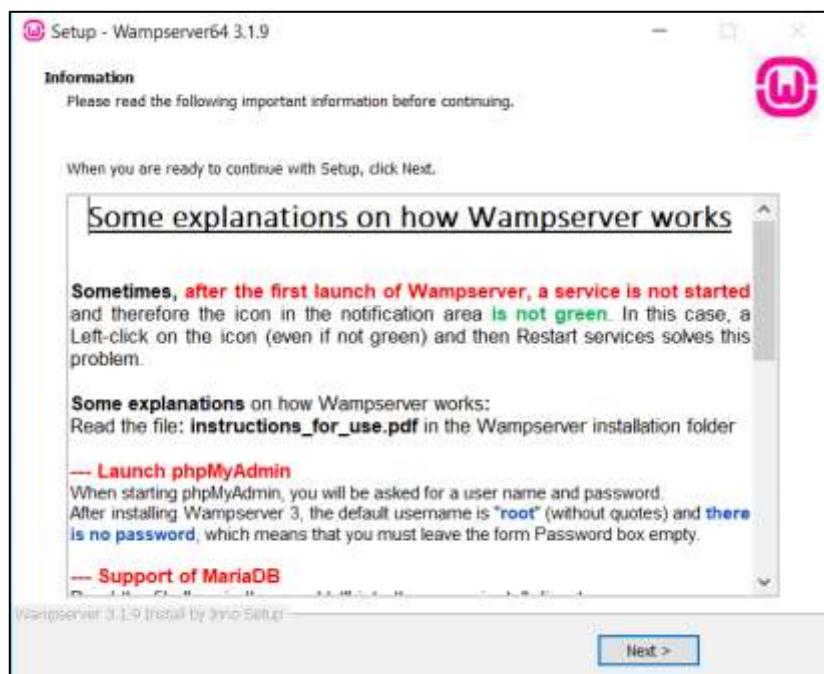 Setup - Wampserver64 3.1.9
Information
Please read the following important information before continuing.
When you are ready to continue with Setup, click Next.
Some explanations on how Wampserver works
Sometimes, after the first launch of Wampserver, a service is not started
and therefore the icon in the notification area is not green. In this case, a
Left-click on the icon (even if not green) and then Restart services solves this
problem.
Some explanations on how Wampserver works:
Read the file: instructions_for_use.pdf in the Wampserver installation folder
--- Launch phpMyAdmin
When starting phpMyAdmin, you will be asked for a user name and password.
After installing Wampserver 3, the default username is "root" (without quotes) and there
is no password, which means that you must leave the form Password box empty.
--- Support of MariaDB
Wampserver 3.1.9 Install by Inno Setup
Next >